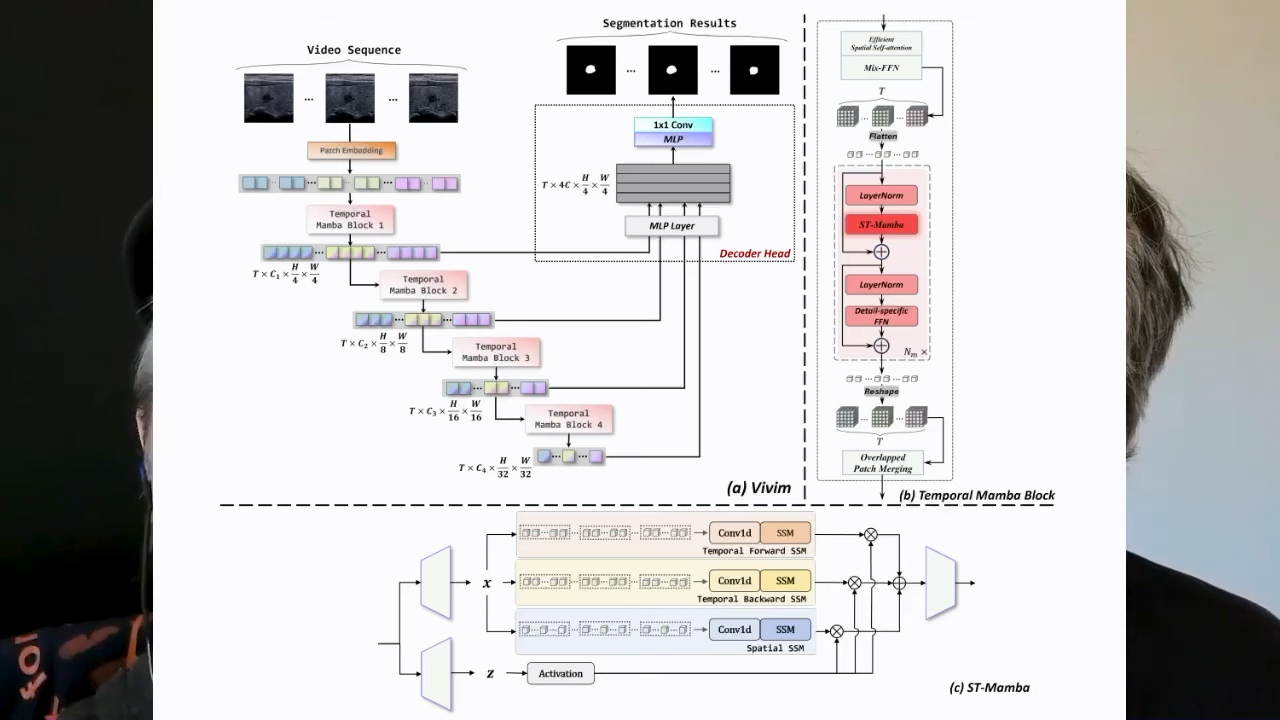 Segmentation Results
Video Sequence
...
...
...
...
Patch Embedding
Temporal
Mamba Block 1
T × C₁ × H/4 × W/4
Temporal
Mamba Block 2
T × C₂ × H/8 × W/8
Temporal
Mamba Block 3
T × C₃ × H/16 × W/16
Temporal
Mamba Block 4
T × C₄ × H/32 × W/32
1x1 Conv
MLP
T × 4C × H/4 × W/4
MLP Layer
Decoder Head
(a) Vivim
Efficient
Spatial Self-attention
Mix-FFN
T
Flatten
LayerNorm
ST-Mamba
LayerNorm
Detail-specific
FFN
Nₘ ×
Reshape
T
Overlapped
Patch Merging
(b) Temporal Mamba Block
x
Conv1d SSM
Temporal Forward SSM
Conv1d SSM
Temporal Backward SSM
Conv1d SSM
Spatial SSM
z
Activation
(c) ST-Mamba